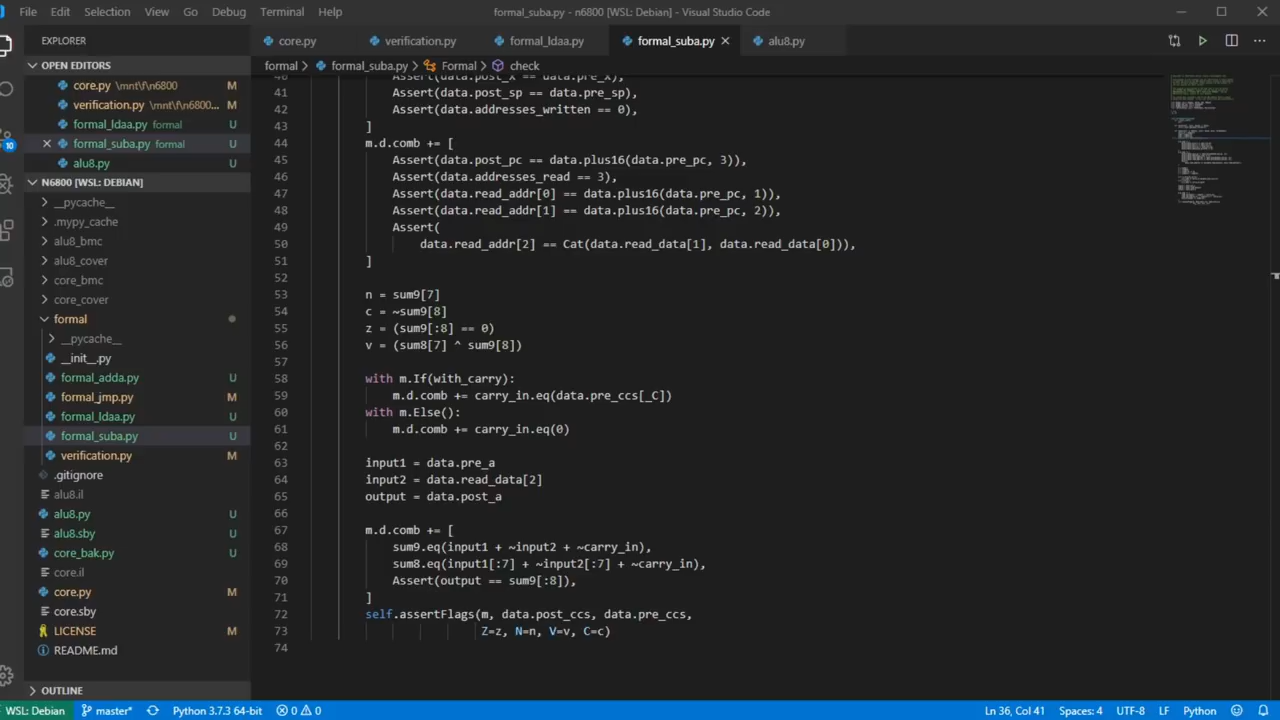 File Edit Selection View Go Debug Terminal Help formal_suba.py - n6800 [WSL: Debian] - Visual Studio Code
EXPLORER
core.py verification.py formal_ldaa.py formal_suba.py alu8.py
formal > formal_suba.py > Formal > check
OPEN EDITORS
core.py \mnt\f\n6800 M
verification.py \mnt\f\n6800... M
formal_ldaa.py formal U
formal_suba.py formal U
alu8.py U
10
N6800 [WSL: DEBIAN]
__pycache__
.mypy_cache
alu8_bmc
alu8_cover
core_bmc
core_cover
formal
__pycache__
__init__.py
formal_adda.py U
formal_jmp.py M
formal_ldaa.py U
formal_suba.py U
verification.py M
.gitignore
alu8.il
alu8.py U
alu8.sby U
core_bak.py U
core.il
core.py M
core.sby
LICENSE M
README.md
OUTLINE
40 Assert(data.post_x == data.pre_x),
41 Assert(data.post_sp == data.pre_sp),
42 Assert(data.addresses_written == 0),
43 ]
44 m.d.comb += [
45 Assert(data.post_pc == data.plus16(data.pre_pc, 3)),
46 Assert(data.addresses_read == 3),
47 Assert(data.read_addr[0] == data.plus16(data.pre_pc, 1)),
48 Assert(data.read_addr[1] == data.plus16(data.pre_pc, 2)),
49 Assert(
50 data.read_addr[2] == Cat(data.read_data[1], data.read_data[0])),
51 ]
52
53 n = sum9[7]
54 c = ~sum9[8]
55 z = (sum9[:8] == 0)
56 v = (sum8[7] ^ sum9[8])
57
58 with m.If(with_carry):
59 m.d.comb += carry_in.eq(data.pre_ccs[_C])
60 with m.Else():
61 m.d.comb += carry_in.eq(0)
62
63 input1 = data.pre_a
64 input2 = data.read_data[2]
65 output = data.post_a
66
67 m.d.comb += [
68 sum9.eq(input1 + ~input2 + ~carry_in),
69 sum8.eq(input1[:7] + ~input2[:7] + ~carry_in),
70 Assert(output == sum9[:8]),
71 ]
72 self.assertFlags(m, data.post_ccs, data.pre_ccs,
73 Z=z, N=n, V=v, C=c)
74
WSL: Debian master* Python 3.7.3 64-bit 0 0 Ln 36, Col 41 Spaces: 4 UTF-8 LF Python